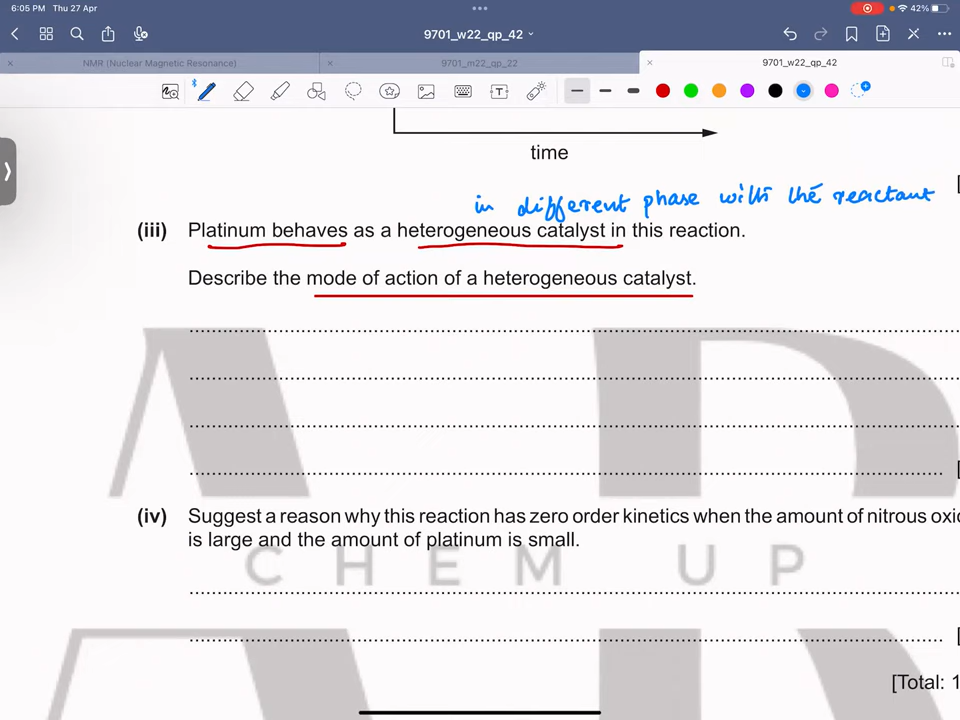 6:05 PM Thu 27 Apr
42%
9701_w22_qp_42
NMR (Nuclear Magnetic Resonance)
9701_m22_qp_22
9701_w22_qp_42
time
in different phase with the reactant
(iii) Platinum behaves as a heterogeneous catalyst in this reaction.
Describe the mode of action of a heterogeneous catalyst.
(iv) Suggest a reason why this reaction has zero order kinetics when the amount of nitrous oxi
is large and the amount of platinum is small.
CHEM UP
[Total: 1